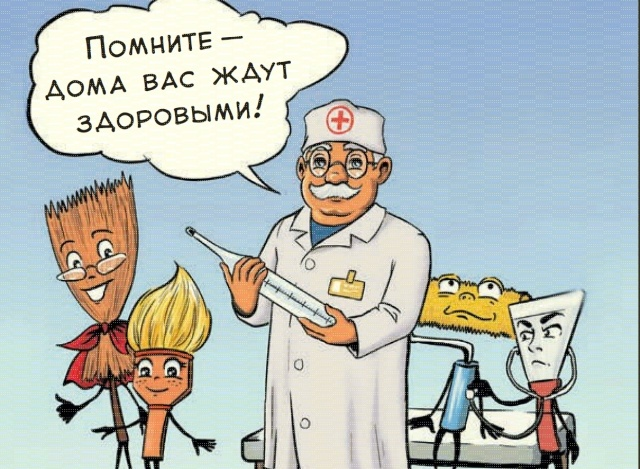 Помните —
дома вас ждут
здоровыми!